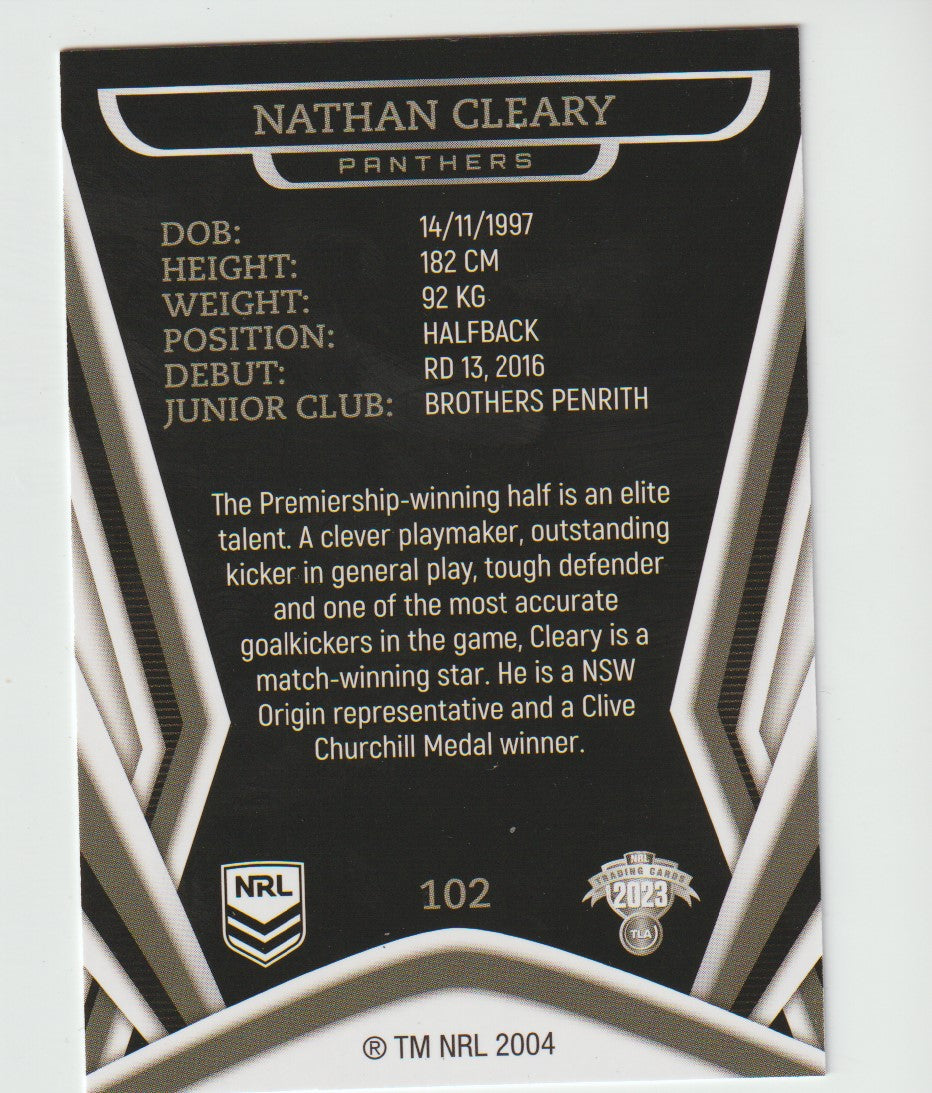 NATHAN CLEARY
PANTHERS
DOB: 14/11/1997
HEIGHT: 182 CM
WEIGHT: 92 KG
POSITION: HALFBACK
DEBUT: RD 13, 2016
JUNIOR CLUB: BROTHERS PENRITH
The Premiership-winning half is an elite
talent. A clever playmaker, outstanding
kicker in general play, tough defender
and one of the most accurate
goalkickers in the game, Cleary is a
match-winning star. He is a NSW
Origin representative and a Clive
Churchill Medal winner.
NRL
102
NRL
TRADING CARDS
2023
TLA
® TM NRL 2004